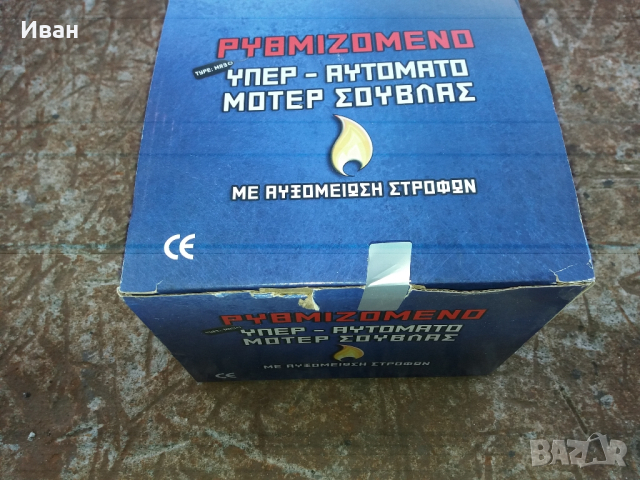 Иван
ΡΥΘΜΙΖΟΜΕΝΟ
ΥΠΕΡ - ΑΥΤΟΜΑΤΟ
ΜΟΤΕΡ ΣΟΥΒΛΑΣ
ΜΕ ΑΥΞΟΜΕΙΩΣΗ ΣΤΡΟΦΩΝ
CE
ΡΥΘΜΙΖΟΜΕΝΟ
ΥΠΕΡ - ΑΥΤΟΜΑΤΟ
ΜΟΤΕΡ ΣΟΥΒΛΑΣ
ΜΕ ΑΥΞΟΜΕΙΩΣΗ ΣΤΡΟΦΩΝ
CE
BAZAR